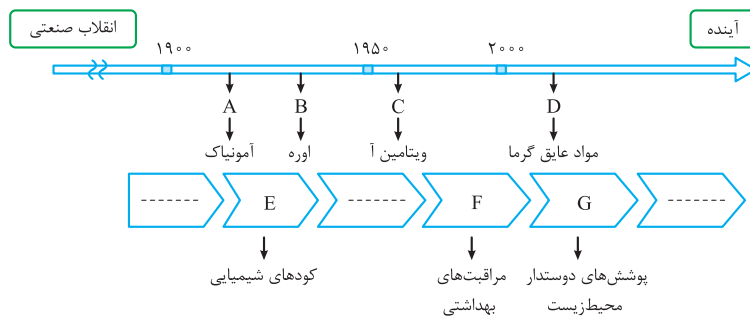 انقلاب صنعتی
آینده
۱۹۰۰
۱۹۵۰
۲۰۰۰
A
B
C
D
آمونیاک
اوره
ویتامین آ
مواد عایق گرما
E
F
G
کودهای شیمیایی
مراقبت‌های
بهداشتی
پوشش‌های دوستدار
محیط‌زیست